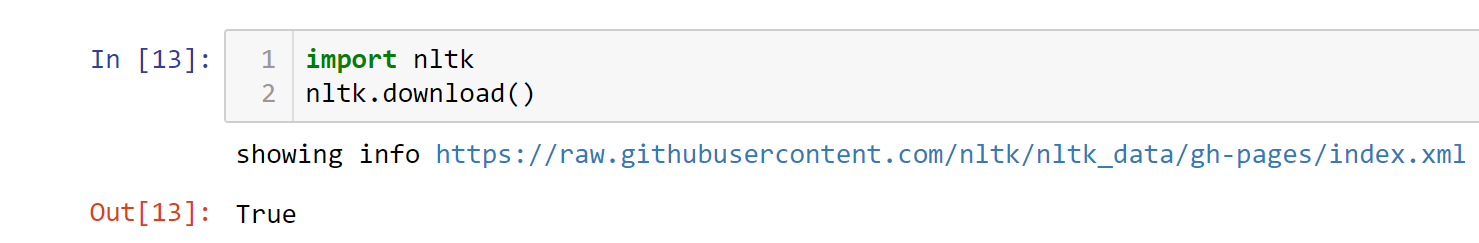 In [13]:
1 import nltk
2 nltk.download()
showing info https://raw.githubusercontent.com/nltk/nltk_data/gh-pages/index.xml
Out[13]: True